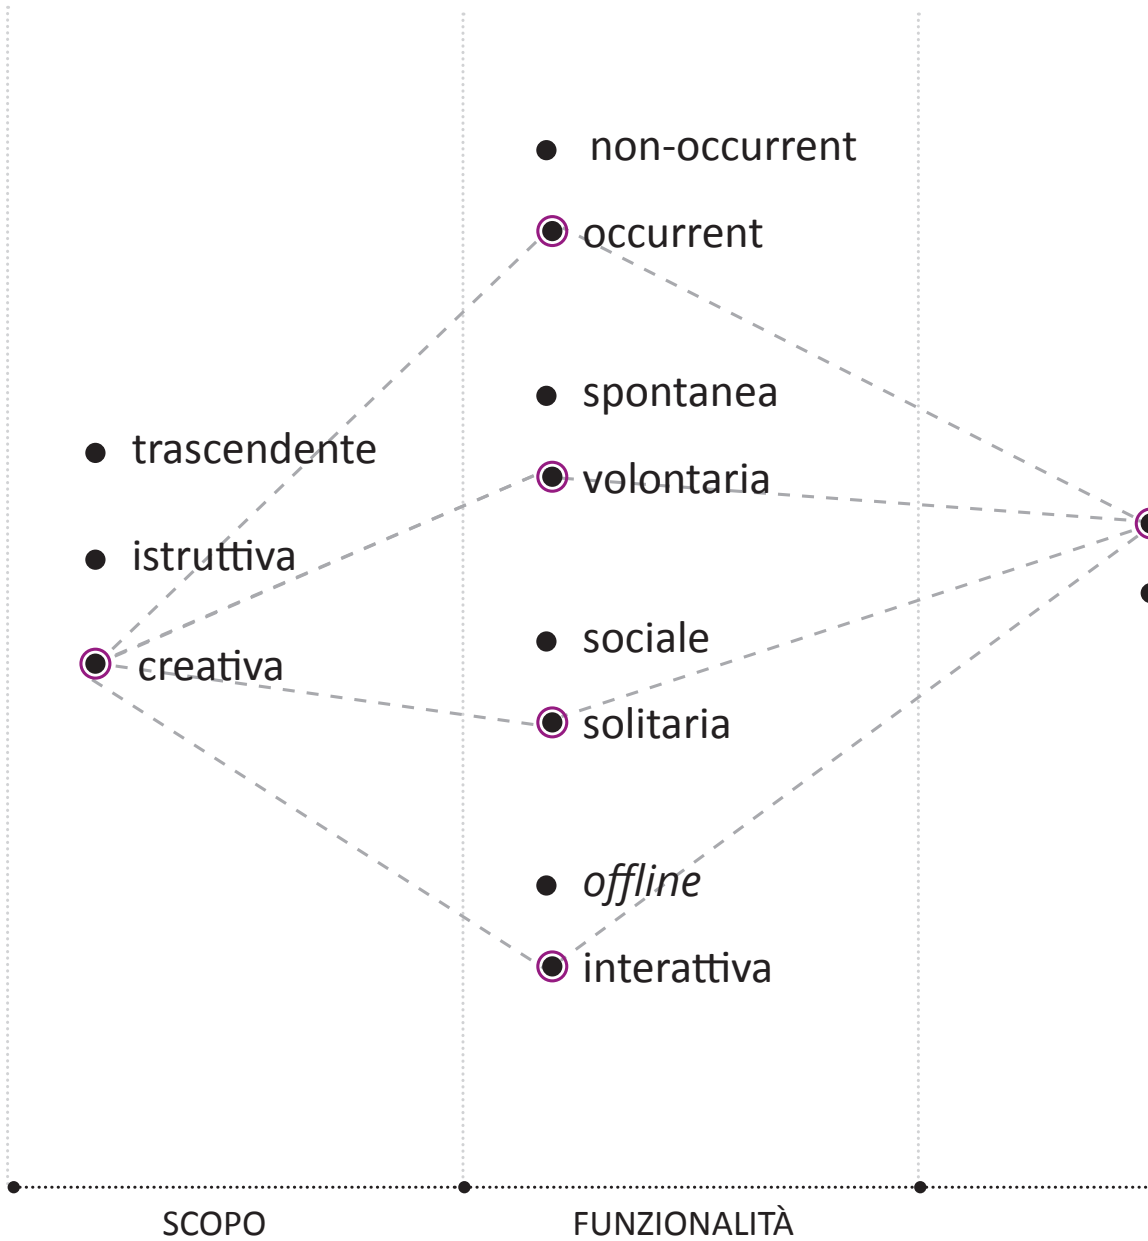 non-occurrent
occurrent
spontanea
trascendente
volontaria
istruttiva
sociale
creativa
solitaria
offline
interattiva
SCOPO
FUNZIONALITÀ